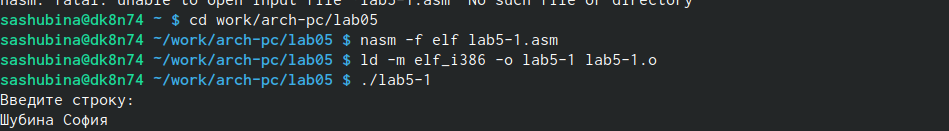 nasm: fatal: unable to open input file `lab5-1.asm' No such file or directory
sashubina@dk8n74 ~ $ cd work/arch-pc/lab05
sashubina@dk8n74 ~/work/arch-pc/lab05 $ nasm -f elf lab5-1.asm
sashubina@dk8n74 ~/work/arch-pc/lab05 $ ld -m elf_i386 -o lab5-1 lab5-1.o
sashubina@dk8n74 ~/work/arch-pc/lab05 $ ./lab5-1
Введите строку:
Шубина София